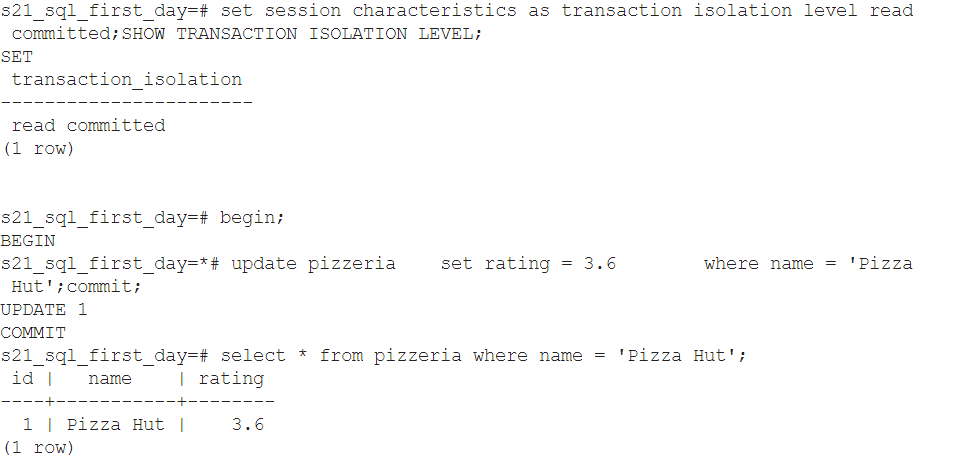 s21_sql_first_day=# set session characteristics as transaction isolation level read
 committed;SHOW TRANSACTION ISOLATION LEVEL;
SET
 transaction_isolation
-----------------------
 read committed
(1 row)
s21_sql_first_day=# begin;
BEGIN
s21_sql_first_day=*# update pizzeria    set rating = 3.6        where name = 'Pizza
 Hut';commit;
UPDATE 1
COMMIT
s21_sql_first_day=# select * from pizzeria where name = 'Pizza Hut';
 id |   name    | rating
----+-----------+--------
  1 | Pizza Hut |    3.6
(1 row)